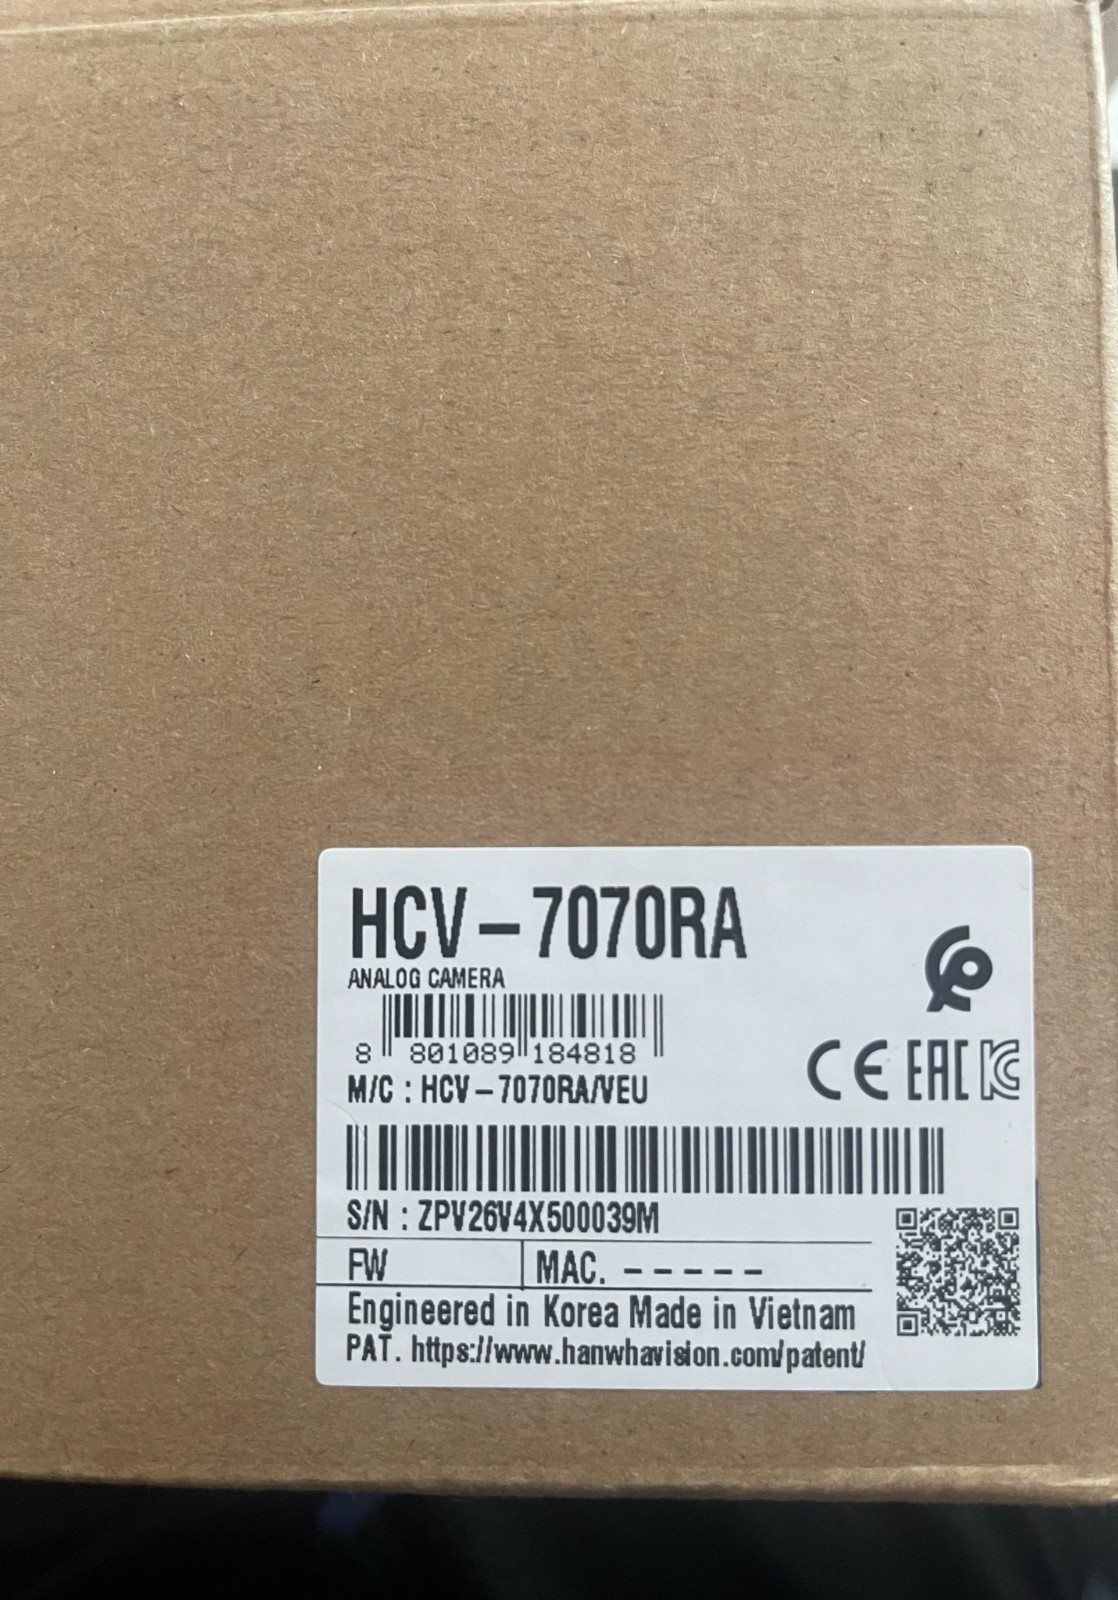 HCV-7070RA
ANALOG CAMERA
8 801089 184818
M/C : HCV-7070RA/VEU
S/N : ZPV26V4X500039M
FW
MAC. -----
CE EAC KC
Engineered in Korea Made in Vietnam
PAT. https://www.hanwhavision.com/patent/